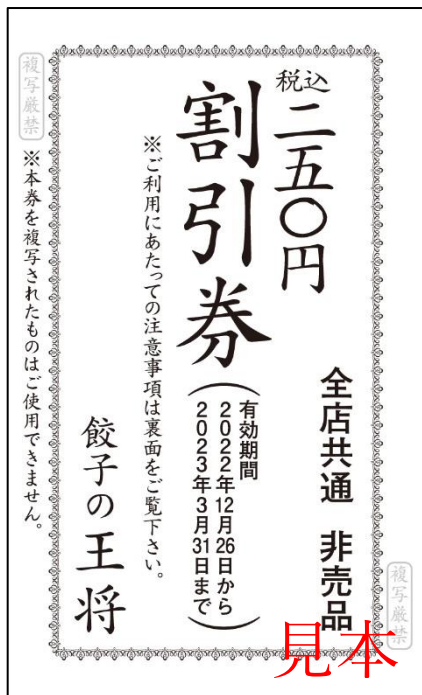 複写厳禁
税込
二五〇円
割引券
全店共通 非売品
(有効期間
2022年12月26日から
2023年3月31日まで)
※ご利用にあたっての注意事項は裏面をご覧下さい。
餃子の王将
※本券を複写されたものはご使用できません。
複写厳禁
見本